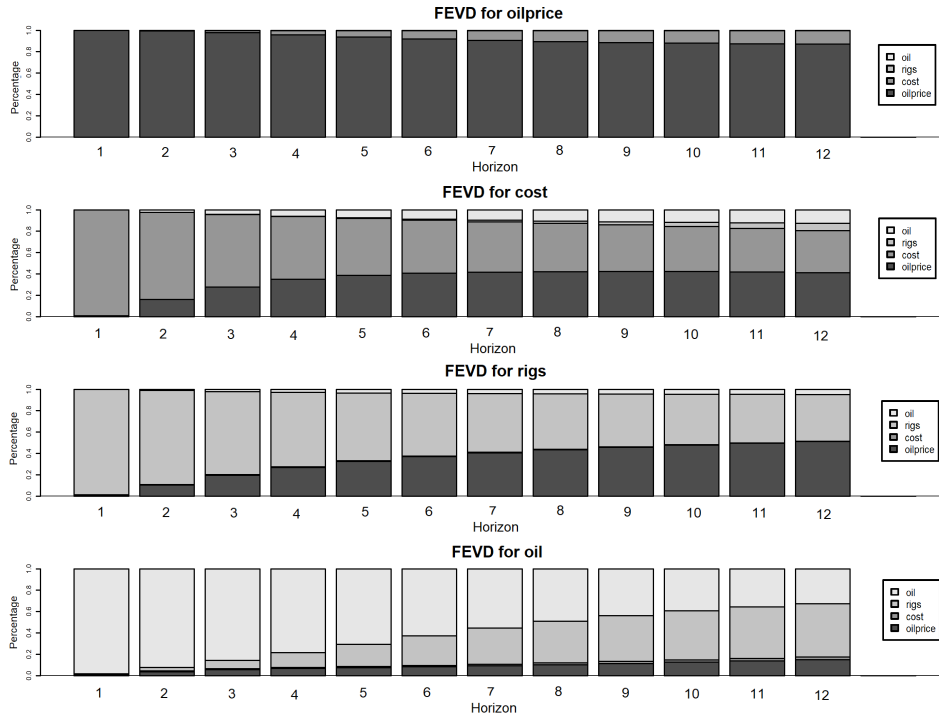 FEVD for oilprice
Percentage
0.0 0.2 0.4 0.6 0.8 1.0
oil
rigs
cost
oilprice
1 2 3 4 5 6 7 8 9 10 11 12
Horizon
FEVD for cost
Percentage
0.0 0.2 0.4 0.6 0.8 1.0
oil
rigs
cost
oilprice
1 2 3 4 5 6 7 8 9 10 11 12
Horizon
FEVD for rigs
Percentage
0.0 0.2 0.4 0.6 0.8 1.0
oil
rigs
cost
oilprice
1 2 3 4 5 6 7 8 9 10 11 12
Horizon
FEVD for oil
Percentage
0.0 0.2 0.4 0.6 0.8 1.0
oil
rigs
cost
oilprice
1 2 3 4 5 6 7 8 9 10 11 12
Horizon